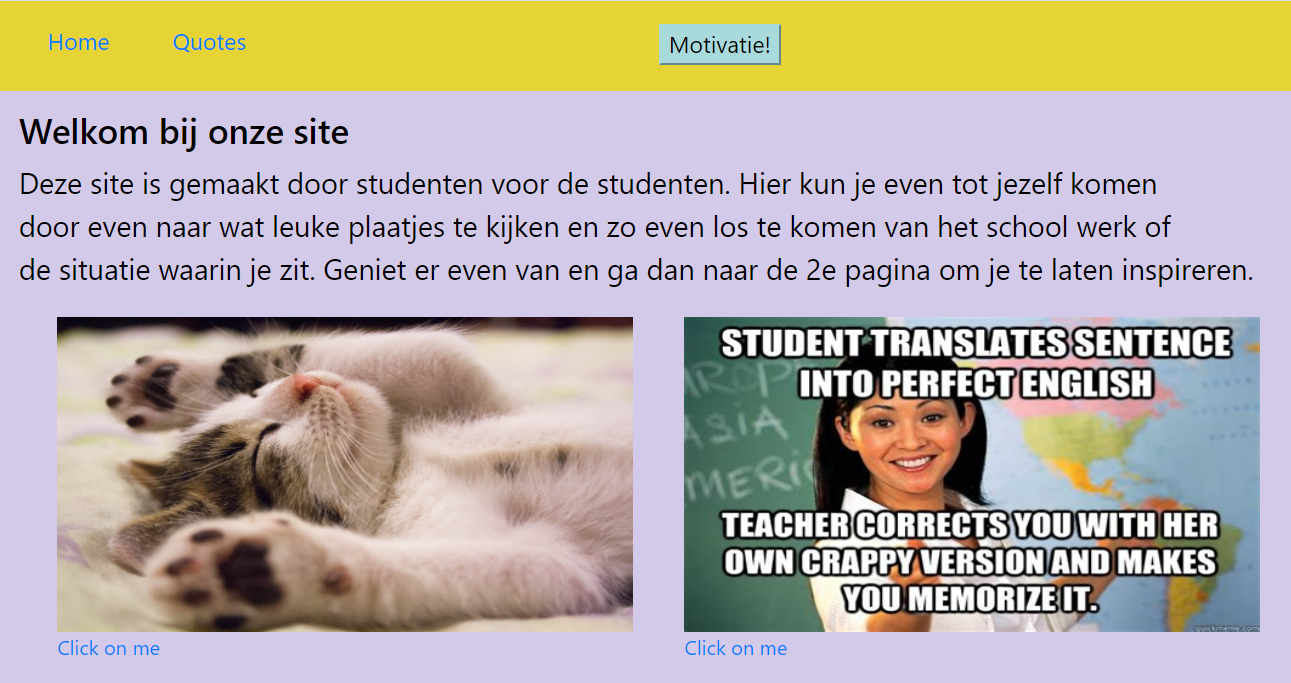 Home Quotes Motivatie!
Welkom bij onze site
Deze site is gemaakt door studenten voor de studenten. Hier kun je even tot jezelf komen
door even naar wat leuke plaatjes te kijken en zo even los te komen van het school werk of
de situatie waarin je zit. Geniet er even van en ga dan naar de 2e pagina om je te laten inspireren.
STUDENT TRANSLATES SENTENCE
INTO PERFECT ENGLISH
ASIA
TEACHER CORRECTS YOU WITH HER
OWN CRAPPY VERSION AND MAKES
YOU MEMORIZE IT.
quickmeme.com
Click on me
Click on me